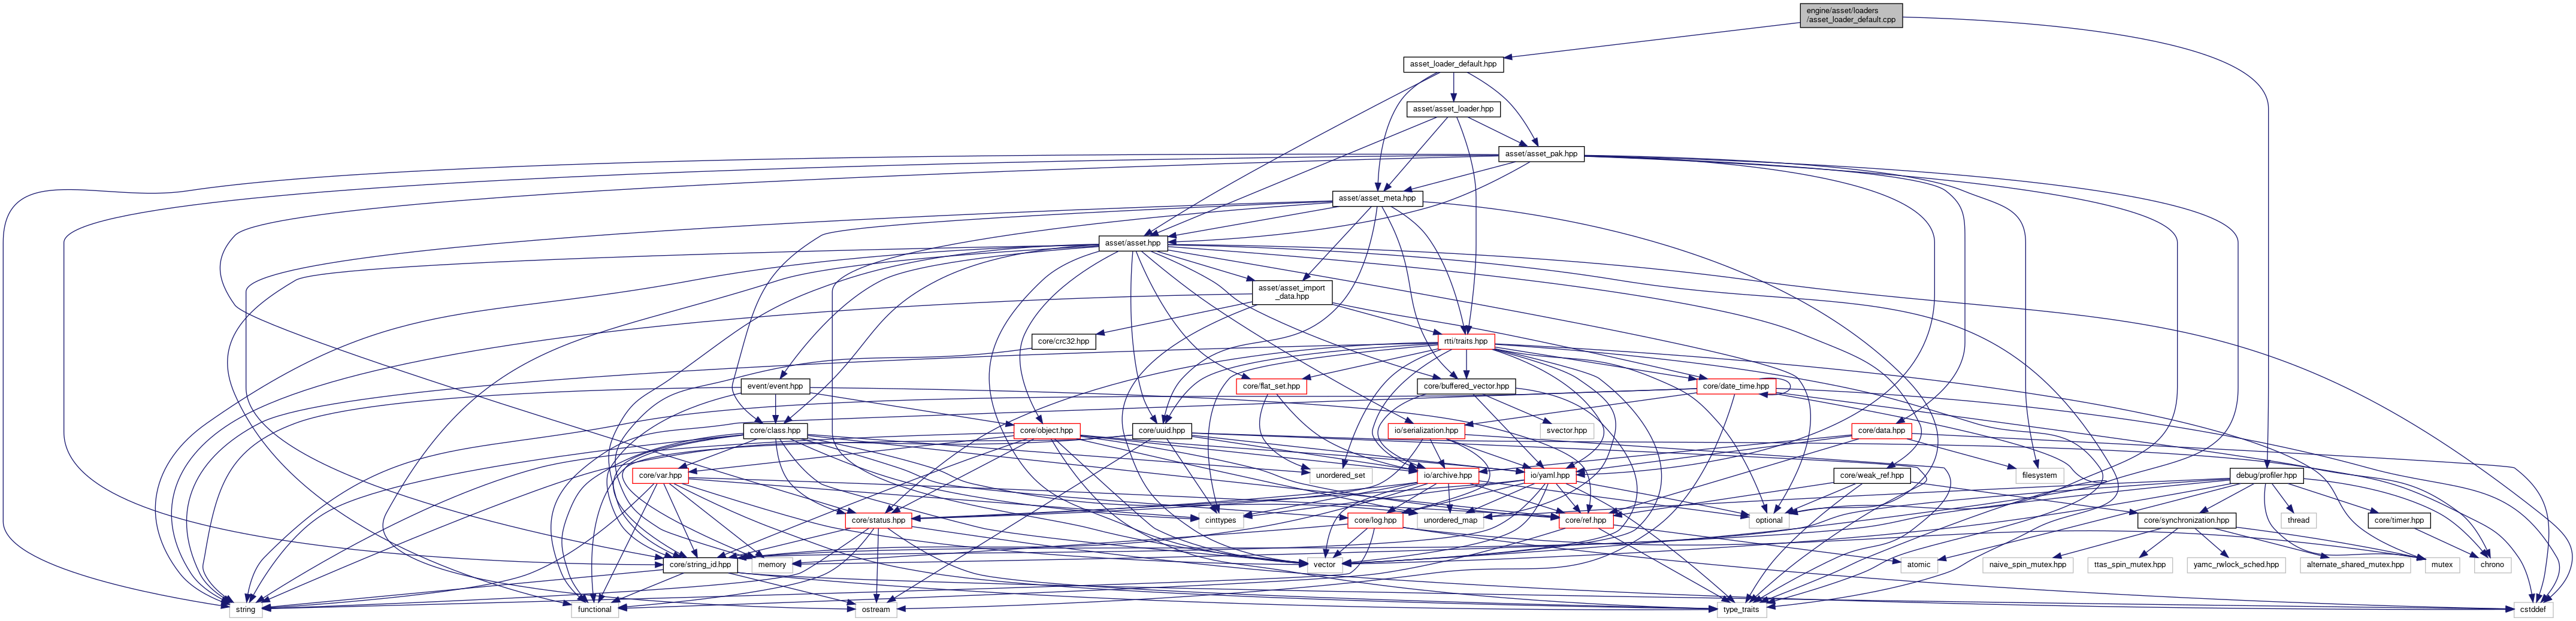 engine/asset/loaders
/asset_loader_default.cpp
asset_loader_default.hpp
asset/asset_loader.hpp
asset/asset_pak.hpp
asset/asset_meta.hpp
asset/asset.hpp
asset/asset_import
_data.hpp
core/crc32.hpp
rtti/traits.hpp
event/event.hpp
core/flat_set.hpp
core/buffered_vector.hpp
core/date_time.hpp
core/class.hpp
core/object.hpp
core/uuid.hpp
io/serialization.hpp
svector.hpp
core/data.hpp
core/var.hpp
unordered_set
io/archive.hpp
io/yaml.hpp
core/weak_ref.hpp
filesystem
debug/profiler.hpp
core/status.hpp
cinttypes
core/log.hpp
unordered_map
core/ref.hpp
optional
core/synchronization.hpp
thread
core/timer.hpp
core/string_id.hpp
memory
vector
atomic
naive_spin_mutex.hpp
ttas_spin_mutex.hpp
yamc_rwlock_sched.hpp
alternate_shared_mutex.hpp
mutex
chrono
string
functional
ostream
type_traits
cstddef